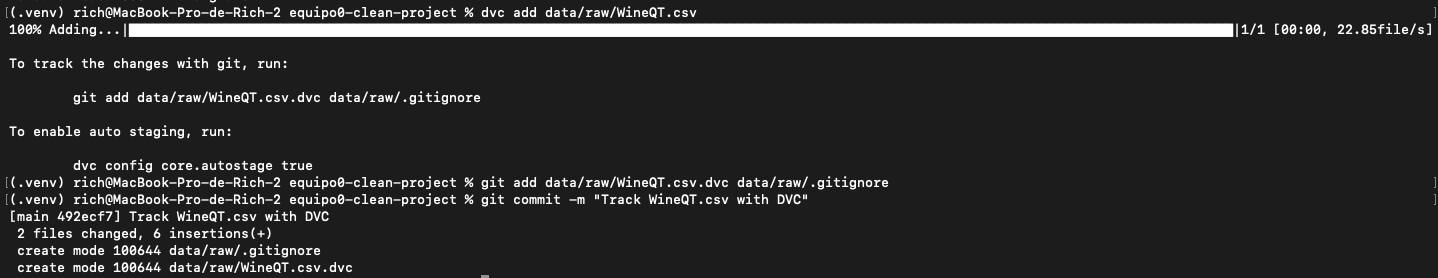 (.venv) rich@MacBook-Pro-de-Rich-2 equipo0-clean-project % dvc add data/raw/WineQT.csv
100% Adding...|1/1 [00:00, 22.85file/s]
To track the changes with git, run:
git add data/raw/WineQT.csv.dvc data/raw/.gitignore
To enable auto staging, run:
dvc config core.autostage true
(.venv) rich@MacBook-Pro-de-Rich-2 equipo0-clean-project % git add data/raw/WineQT.csv.dvc data/raw/.gitignore
(.venv) rich@MacBook-Pro-de-Rich-2 equipo0-clean-project % git commit -m "Track WineQT.csv with DVC"
[main 492ecf7] Track WineQT.csv with DVC
2 files changed, 6 insertions(+)
create mode 100644 data/raw/.gitignore
create mode 100644 data/raw/WineQT.csv.dvc